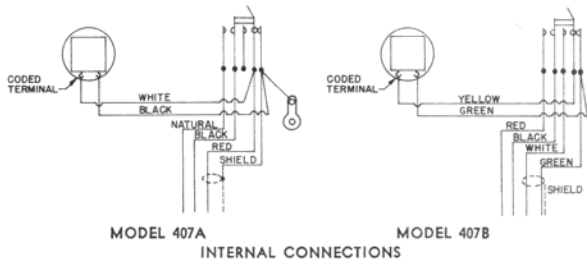 CODED
TERMINAL
WHITE
BLACK
NATURAL
BLACK
RED
SHIELD
MODEL 407A
CODED
TERMINAL
YELLOW
GREEN
RED
BLACK
WHITE
GREEN
SHIELD
MODEL 407B
INTERNAL CONNECTIONS